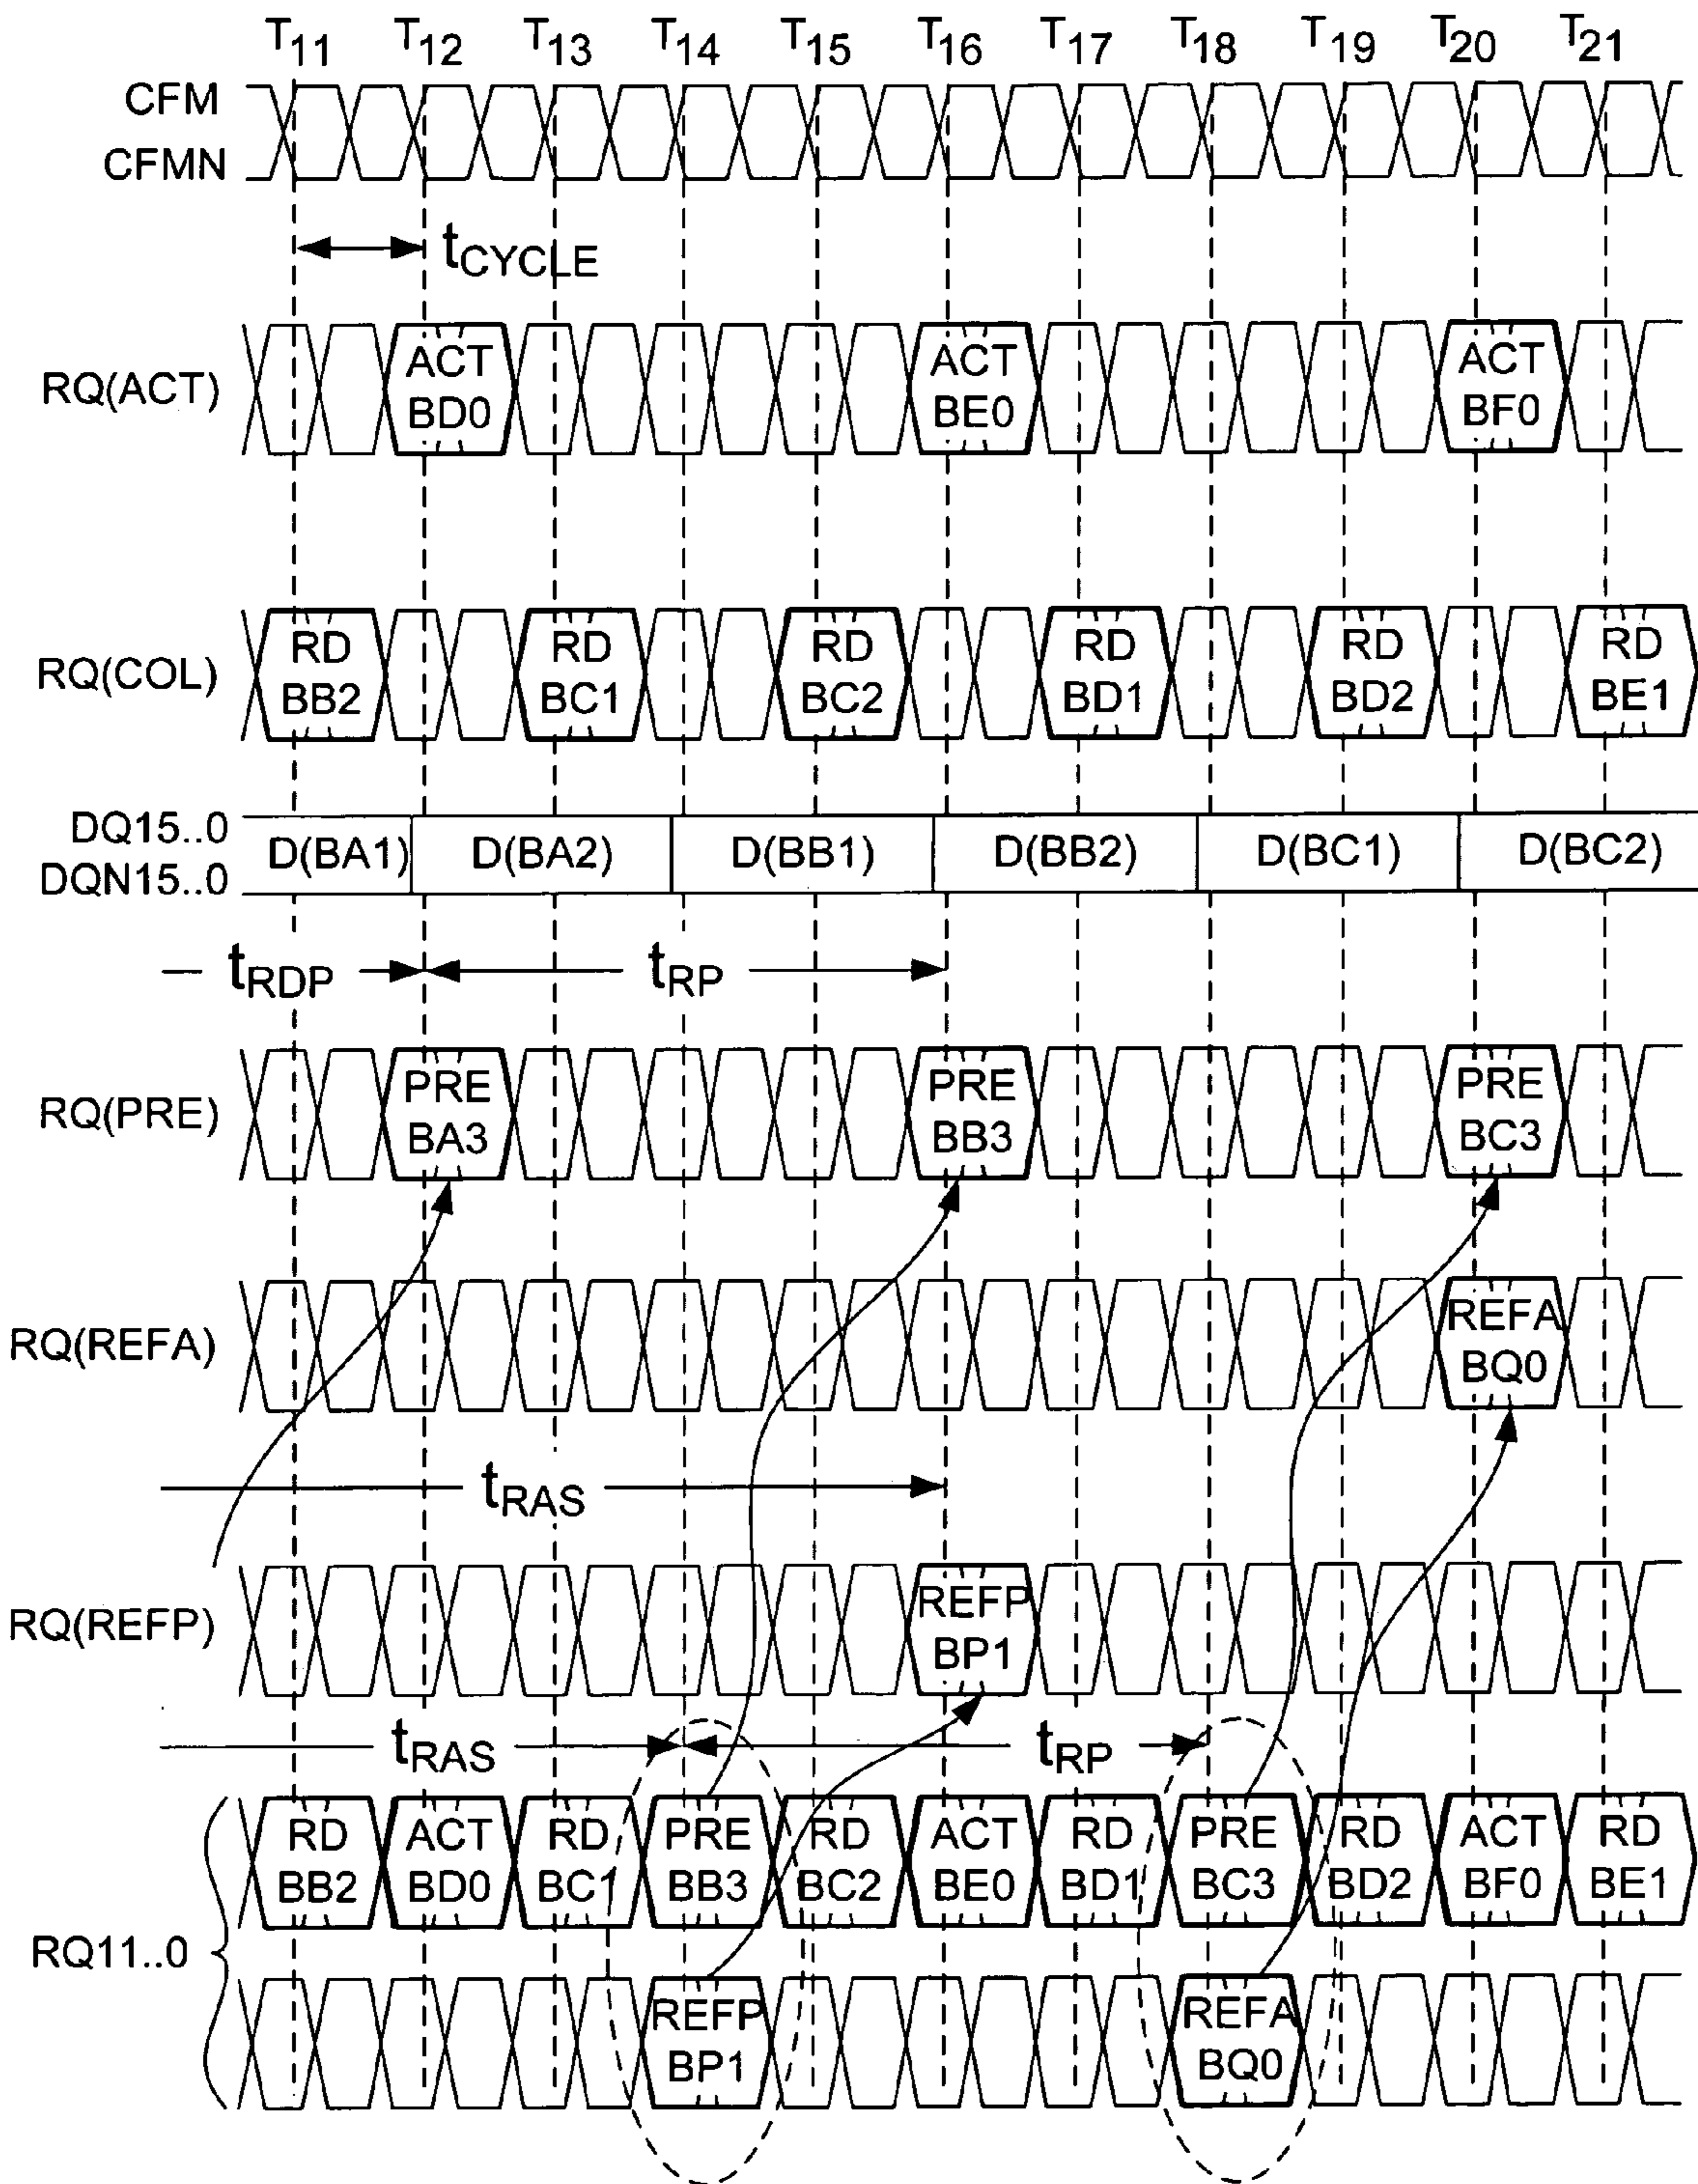 T11 T12 T13 T14 T15 T16 T17 T18 T19 T20 T21
CFM
CFMN
tCYCLE
RQ(ACT)
ACT ACT ACT
BD0 BE0 BF0
RQ(COL)
RD RD RD RD RD RD
BB2 BC1 BC2 BD1 BD2 BE1
DQ15..0
DQN15..0
D(BA1) D(BA2) D(BB1) D(BB2) D(BC1) D(BC2)
tRDP tRP
RQ(PRE)
PRE PRE PRE
BA3 BB3 BC3
RQ(REFA)
REFA
BQ0
tRAS
RQ(REFP)
REFP
BP1
tRAS tRP
RD ACT RD PRE RD ACT RD PRE RD ACT RD
BB2 BD0 BC1 BB3 BC2 BE0 BD1 BC3 BD2 BF0 BE1
RQ11..0
REFP REFA
BP1 BQ0